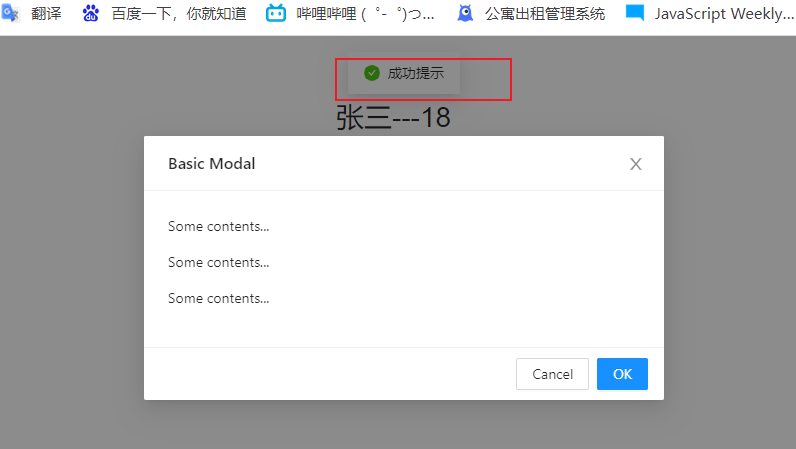 翻译 百度一下，你就知道 哔哩哔哩 ( ゜- ゜)つ... 公寓出租管理系统 JavaScript Weekly...
成功提示
张三---18
Basic Modal
Some contents...
Some contents...
Some contents...
Cancel OK